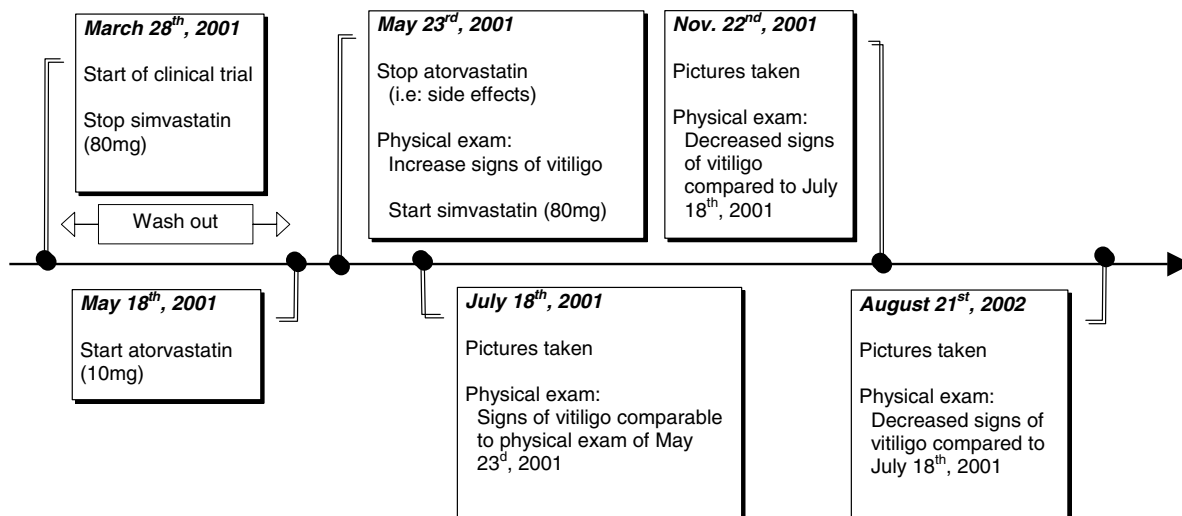 March 28th, 2001
Start of clinical trial
Stop simvastatin
(80mg)
Wash out
May 18th, 2001
Start atorvastatin
(10mg)
May 23rd, 2001
Stop atorvastatin
(i.e: side effects)
Physical exam:
Increase signs of vitiligo
Start simvastatin (80mg)
July 18th, 2001
Pictures taken
Physical exam:
Signs of vitiligo comparable
to physical exam of May
23d, 2001
Nov. 22nd, 2001
Pictures taken
Physical exam:
Decreased signs
of vitiligo
compared to July
18th, 2001
August 21st, 2002
Pictures taken
Physical exam:
Decreased signs of
vitiligo compared to
July 18th, 2001